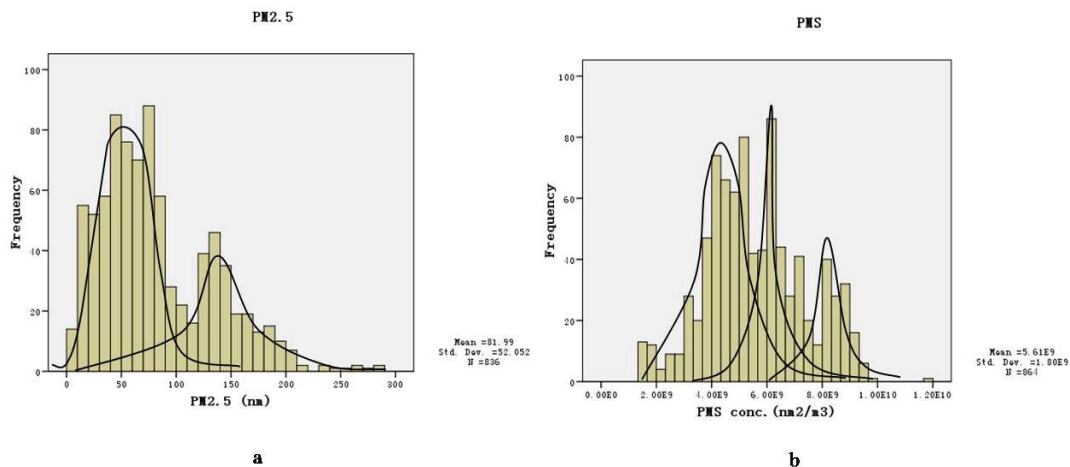 PM2.5
100
80
60
40
20
0
Frequency
0 50 100 150 200 250 300
PM2.5 (nm)
Mean =81.99
Std. Dev. =52.052
N =836
a
PMS
100
80
60
40
20
0
Frequency
0.00E0 2.00E9 4.00E9 6.00E9 8.00E9 1.00E10 1.20E10
PMS conc.(nm2/m3)
Mean =5.61E9
Std. Dev. =1.80E9
N =864
b